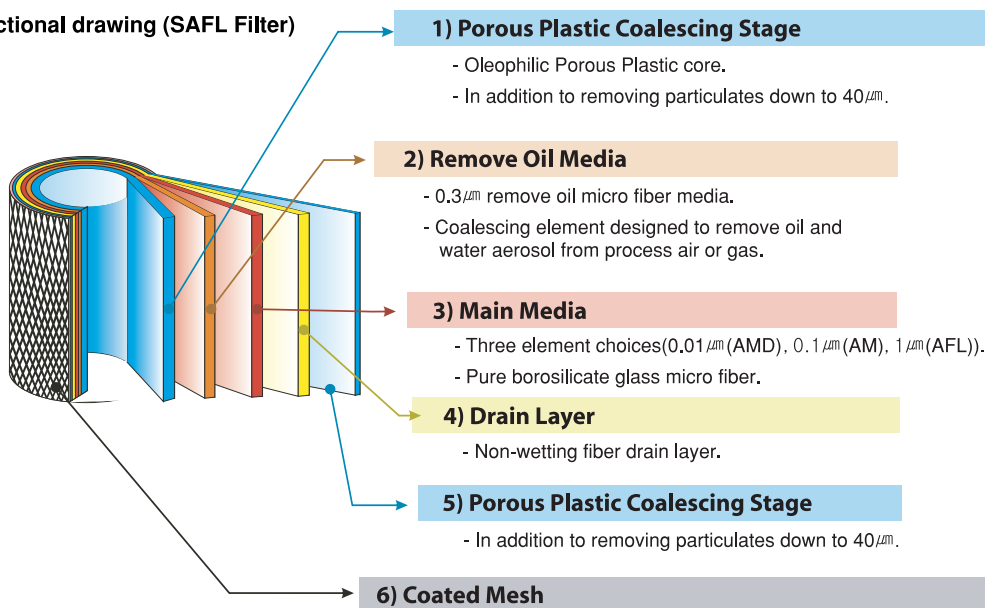 ctional drawing (SAFL Filter)
1) Porous Plastic Coalescing Stage
- Oleophilic Porous Plastic core.
- In addition to removing particulates down to 40㎛.
2) Remove Oil Media
- 0.3㎛ remove oil micro fiber media.
- Coalescing element designed to remove oil and
water aerosol from process air or gas.
3) Main Media
- Three element choices(0.01㎛(AMD), 0.1㎛(AM), 1㎛(AFL)).
- Pure borosilicate glass micro fiber.
4) Drain Layer
- Non-wetting fiber drain layer.
5) Porous Plastic Coalescing Stage
- In addition to removing particulates down to 40㎛.
6) Coated Mesh